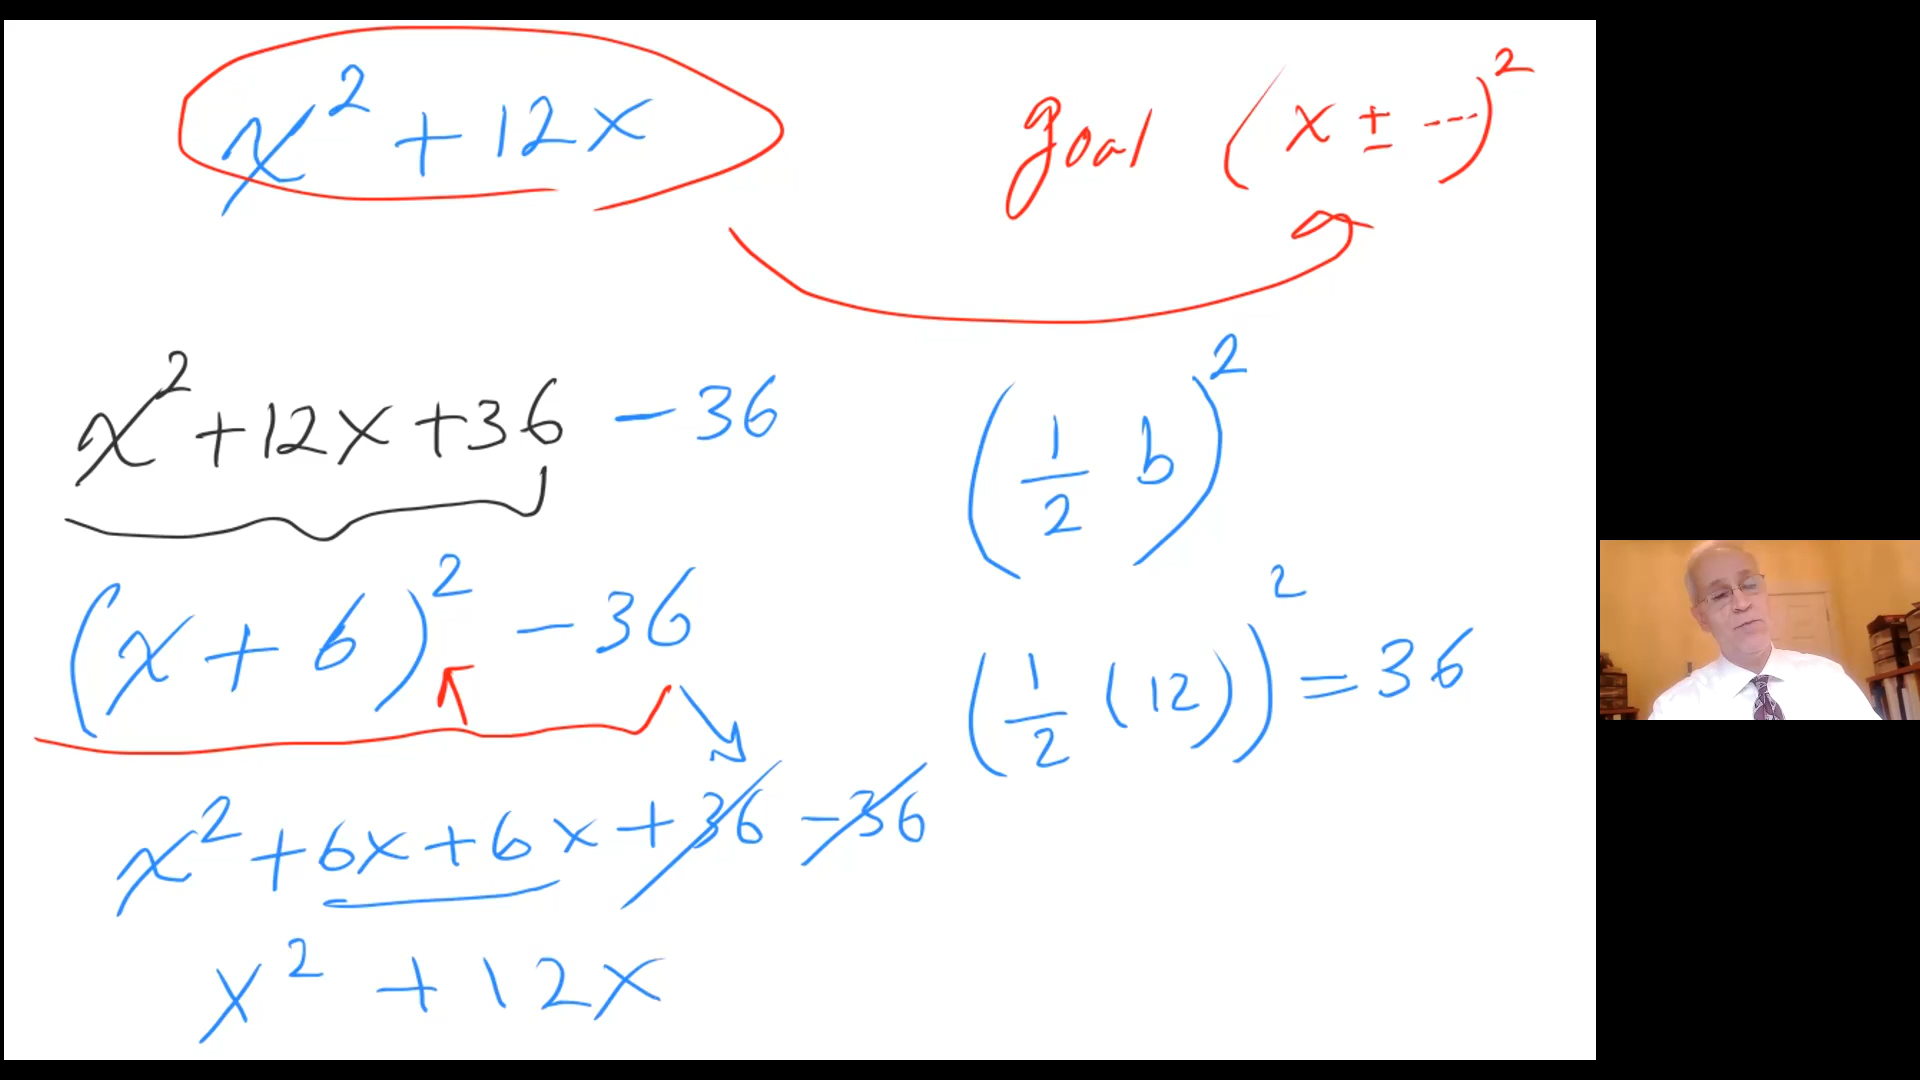 x² + 12x
goal (x ± ---)²
x² + 12x + 36 - 36
(1/2 b)²
(x + 6)² - 36
(1/2 (12))² = 36
x² + 6x + 6x + 36 - 36
x² + 12x